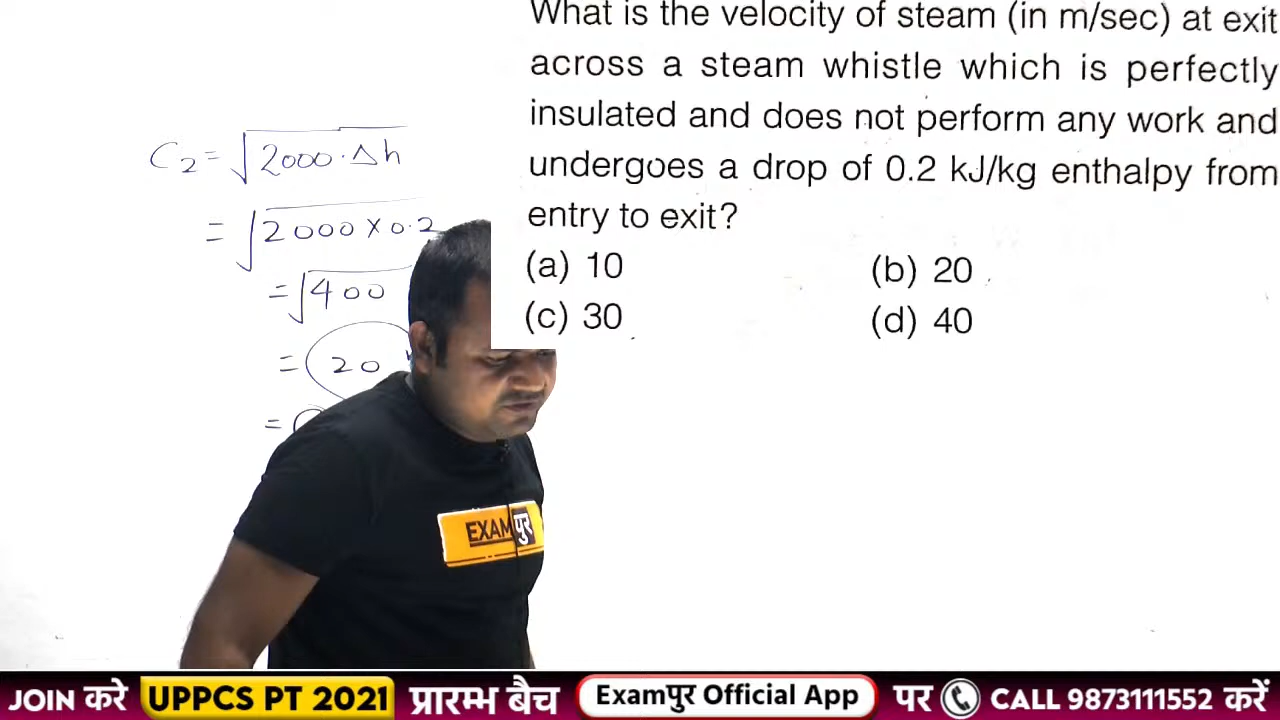 What is the velocity of steam (in m/sec) at exit
across a steam whistle which is perfectly
insulated and does not perform any work and
undergoes a drop of 0.2 kJ/kg enthalpy from
entry to exit?
(a) 10 (b) 20
(c) 30 (d) 40
C₂ = √2000·Δh
= √2000 × 0.2
= √400
= 20
=
EXAMपुर
JOIN करे UPPCS PT 2021 प्रारम्भ बैच Examपुर Official App पर CALL 9873111552 करें